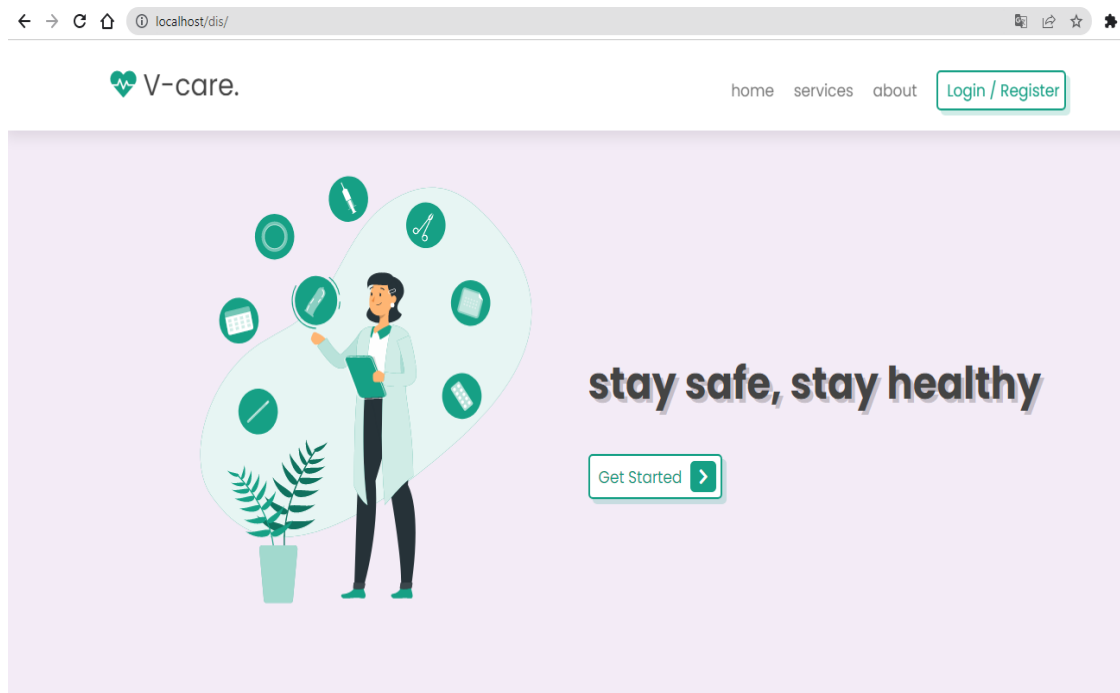 localhost/dis/
V-care.
home services about Login / Register
stay safe, stay healthy
Get Started